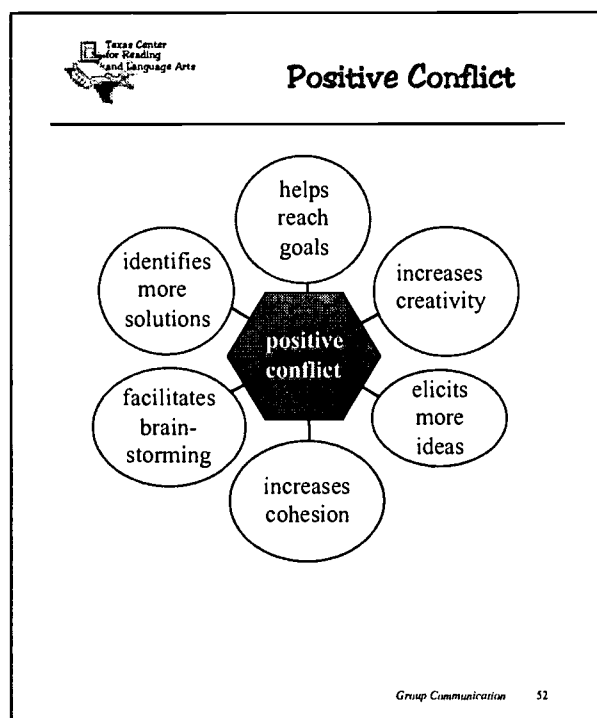 Texas Center
for Reading
and Language Arts
Positive Conflict
helps
reach
goals
increases
creativity
elicits
more
ideas
increases
cohesion
facilitates
brain-
storming
identifies
more
solutions
positive
conflict
Group Communication 52